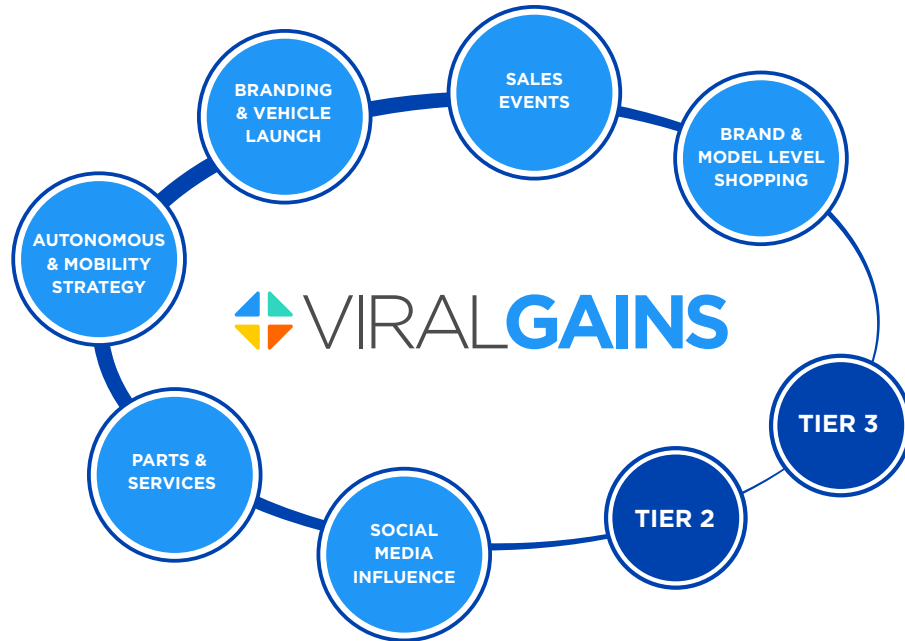 BRANDING
& VEHICLE
LAUNCH
SALES
EVENTS
BRAND &
MODEL LEVEL
SHOPPING
AUTONOMOUS
& MOBILITY
STRATEGY
VIRALGAINS
TIER 3
PARTS &
SERVICES
TIER 2
SOCIAL
MEDIA
INFLUENCE